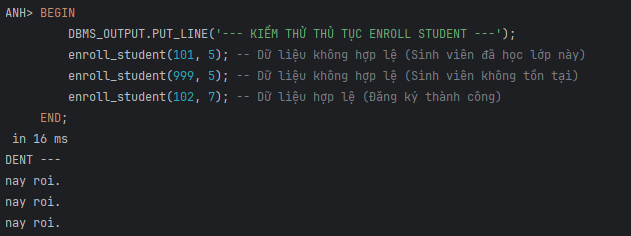 ANH> BEGIN
DBMS_OUTPUT.PUT_LINE('--- KIỂM THỬ THỦ TỤC ENROLL STUDENT ---');
enroll_student(101, 5); -- Dữ liệu không hợp lệ (Sinh viên đã học lớp này)
enroll_student(999, 5); -- Dữ liệu không hợp lệ (Sinh viên không tồn tại)
enroll_student(102, 7); -- Dữ liệu hợp lệ (Đăng ký thành công)
END;
in 16 ms
DENT ---
nay roi.
nay roi.
nay roi.